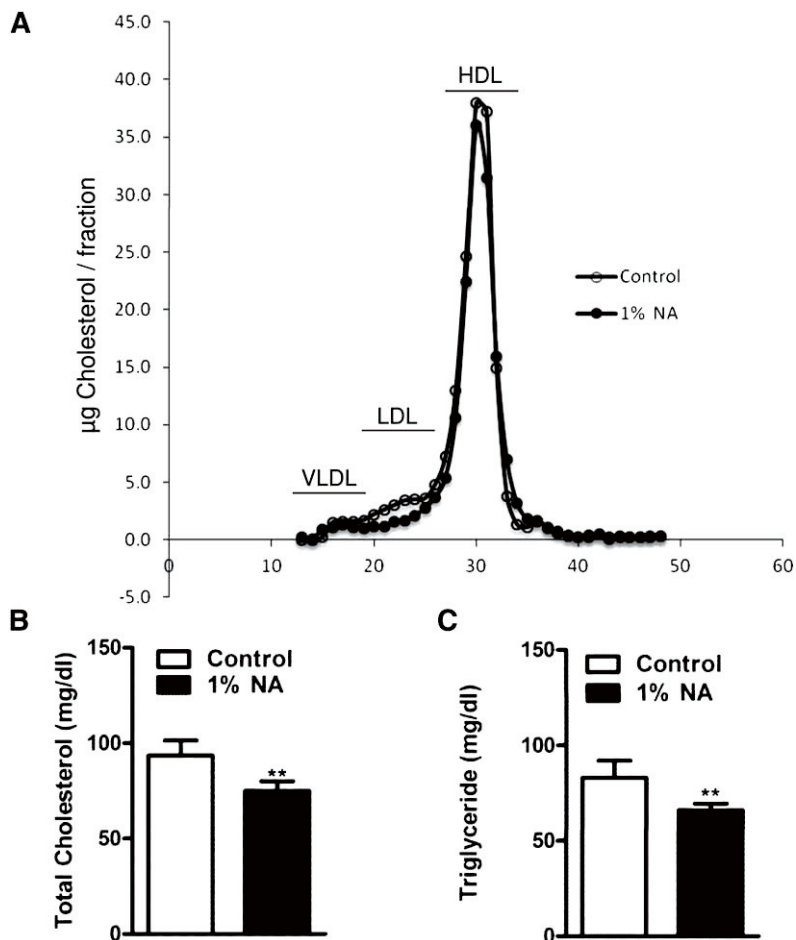 A
µg Cholesterol / fraction
45.0
40.0
35.0
30.0
25.0
20.0
15.0
10.0
5.0
0.0
-5.0
0 10 20 30 40 50 60
HDL
LDL
VLDL
Control
1% NA
B
Total Cholesterol (mg/dl)
150
100
50
0
Control
1% NA
**
C
Triglyceride (mg/dl)
150
100
50
0
Control
1% NA
**